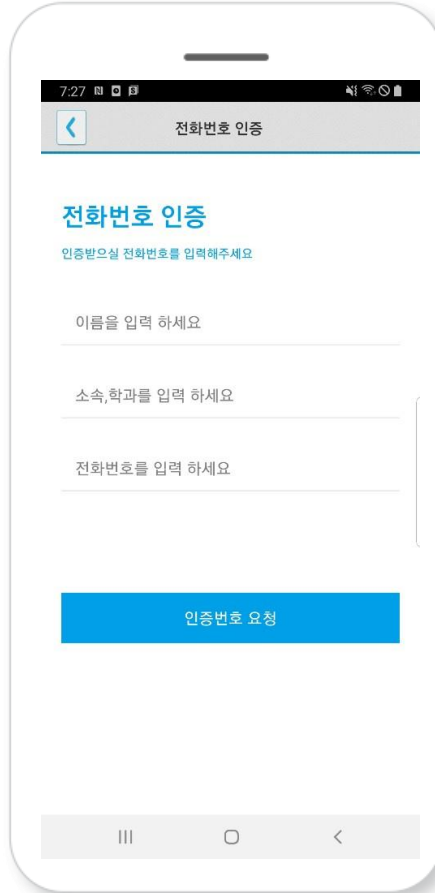 7:27
전화번호 인증
전화번호 인증
인증받으실 전화번호를 입력해주세요
이름을 입력 하세요
소속,학과를 입력 하세요
전화번호를 입력 하세요
인증번호 요청